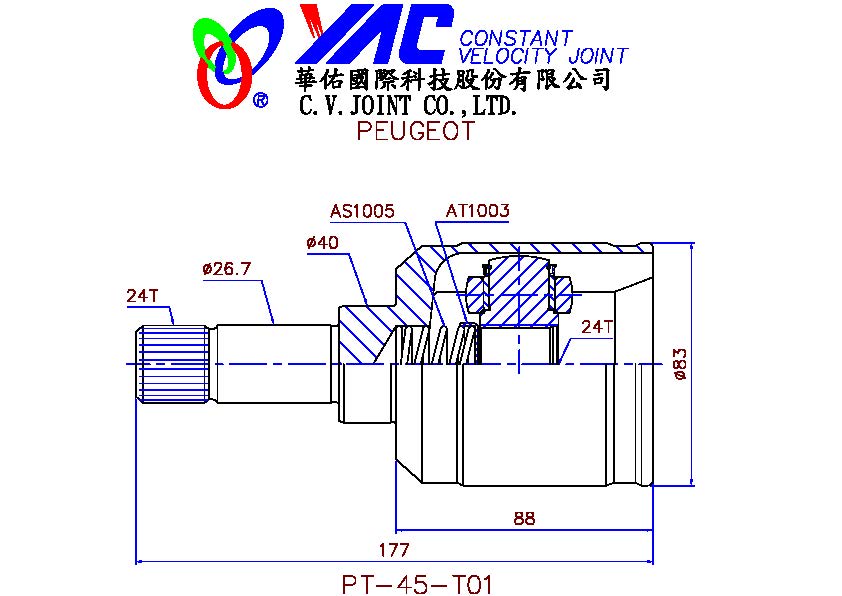 YAC CONSTANT
VELOCITY JOINT
華佑國際科技股份有限公司
®
C.V.JOINT CO.,LTD.
PEUGEOT
AS1005
AT1003
ø40
ø26.7
24T
24T
ø83
88
177
PT-45-T01